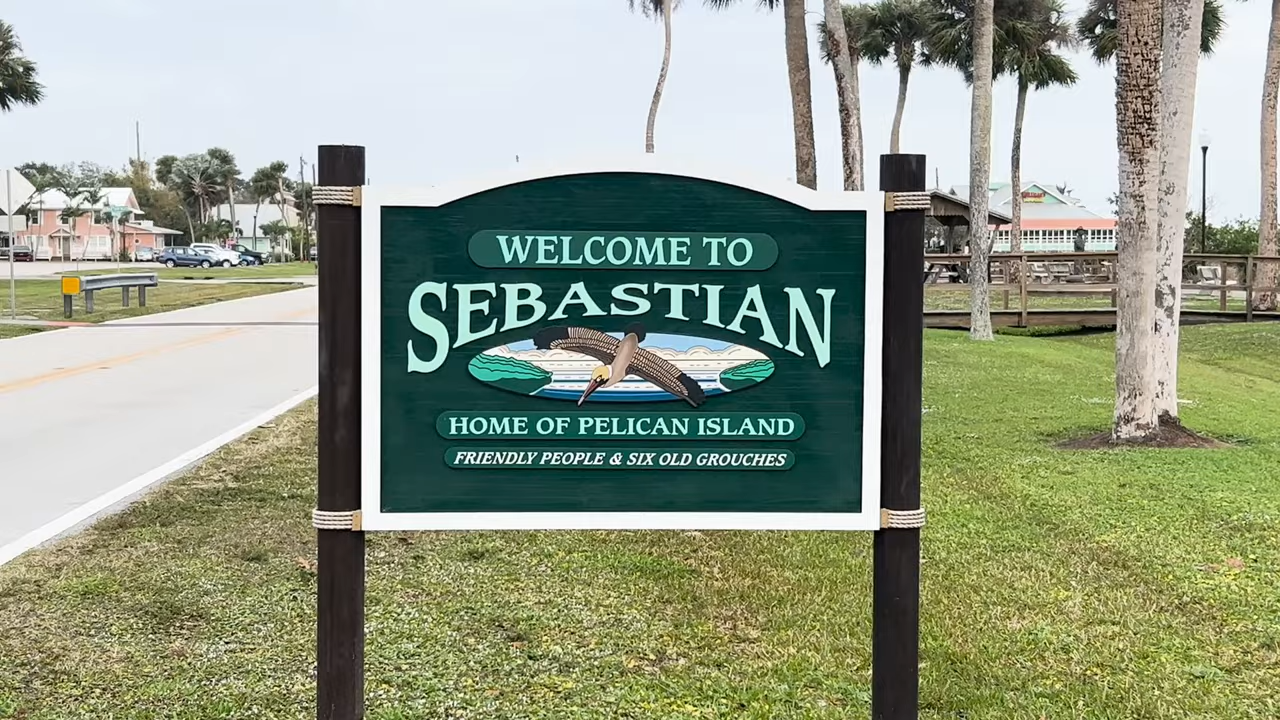 WELCOME TO
SEBASTIAN
HOME OF PELICAN ISLAND
FRIENDLY PEOPLE & SIX OLD GROUCHES